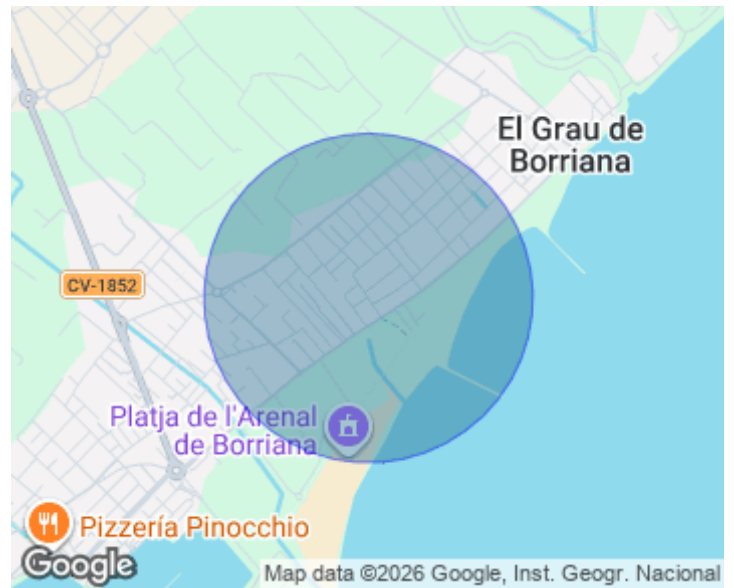 El Grau de
Borriana
CV-1852
Platja de l'Arenal
de Borriana
Pizzería Pinocchio
Google
Map data ©2026 Google, Inst. Geogr. Nacional